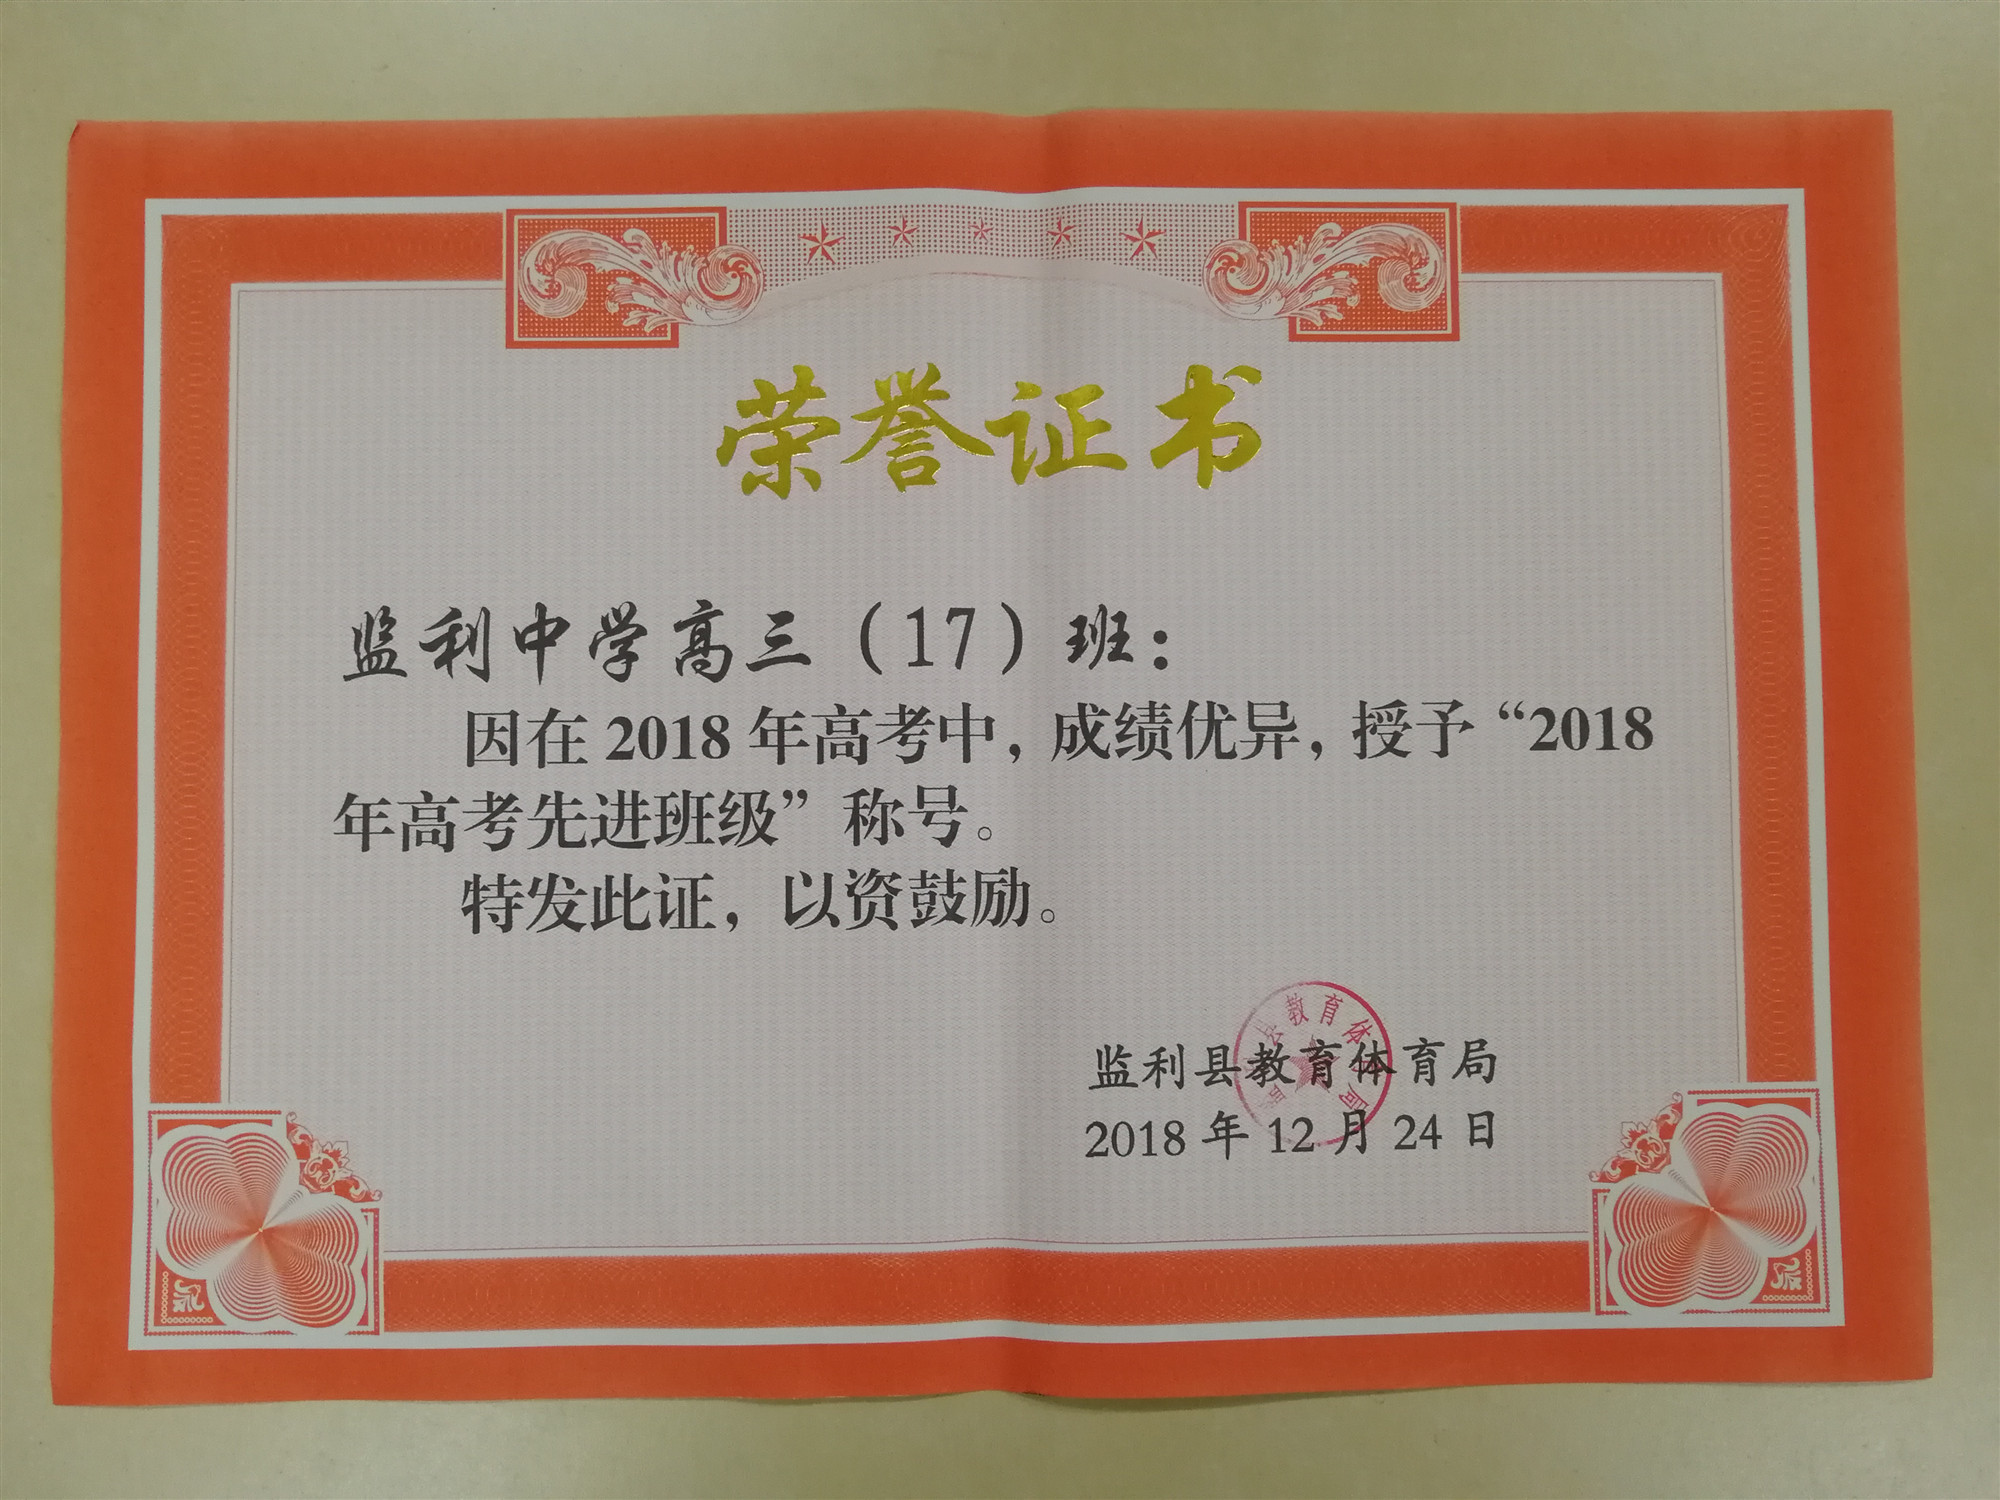 荣誉证书
监利中学高三（17）班：
因在2018年高考中，成绩优异，授予“2018
年高考先进班级”称号。
特发此证，以资鼓励。
监利县教育体育局
2018年12月24日